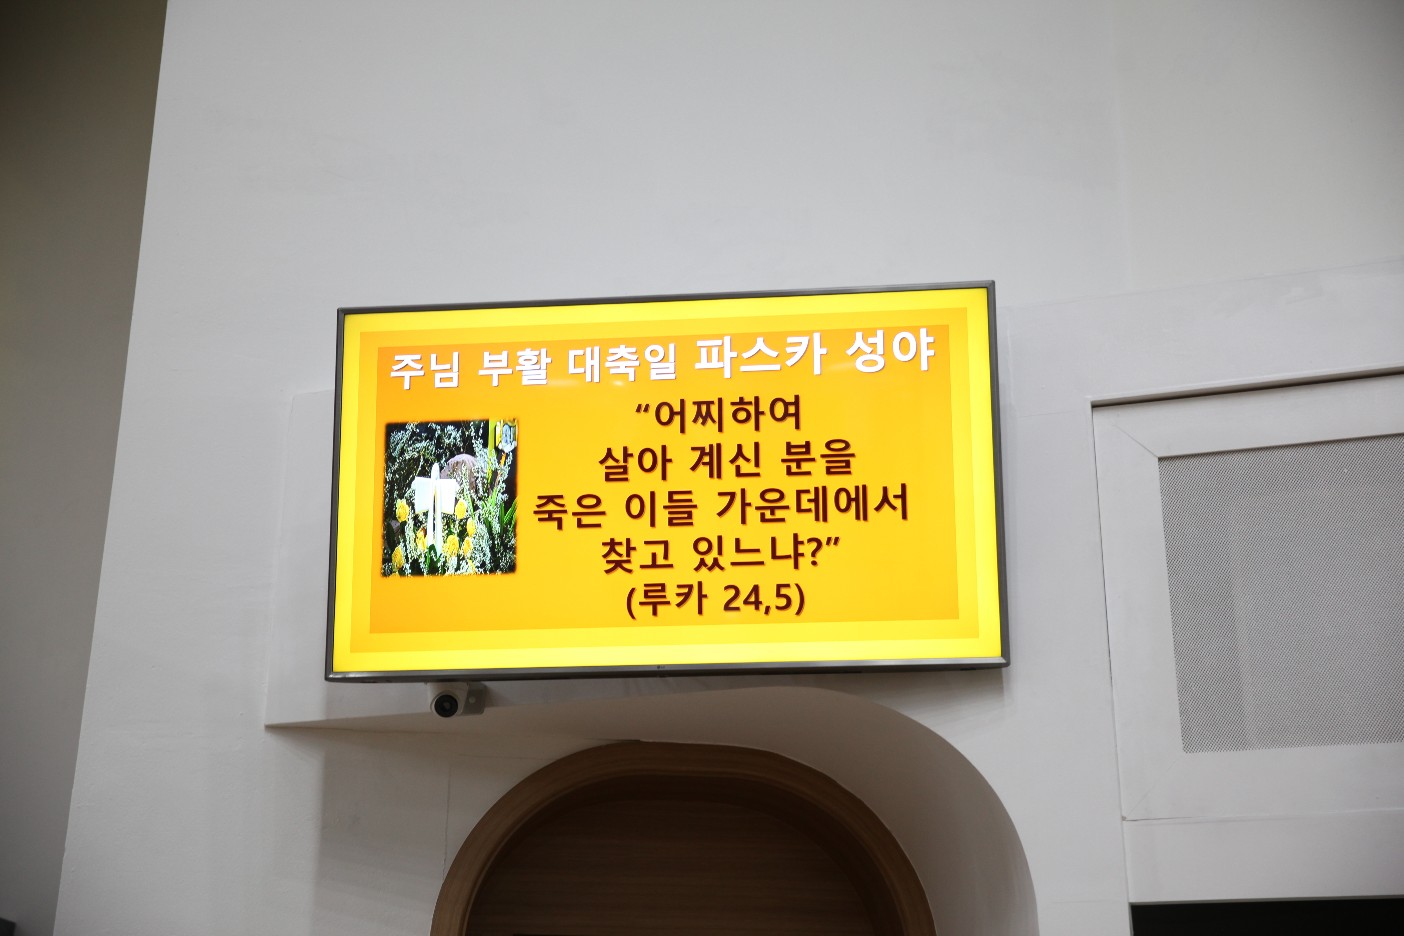 주님 부활 대축일 파스카 성야
“어찌하여
살아 계신 분을
죽은 이들 가운데에서
찾고 있느냐?”
(루카 24,5)